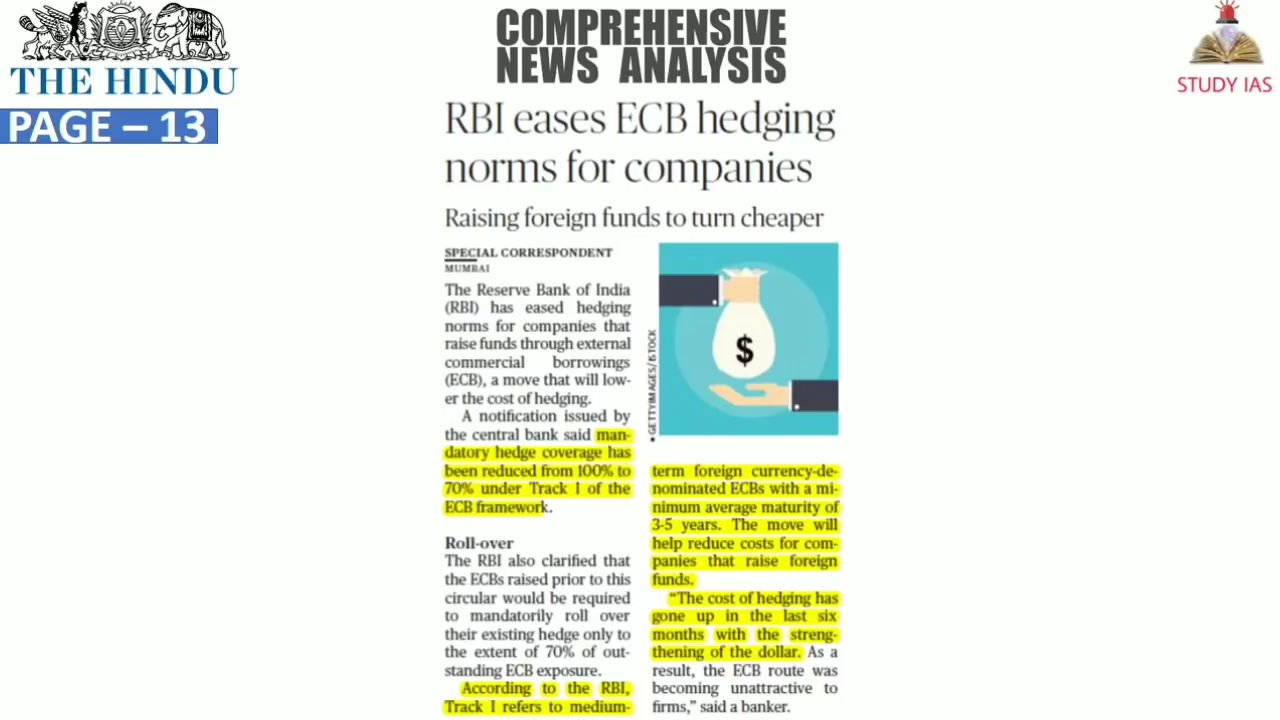 THE HINDU
PAGE – 13
COMPREHENSIVE
NEWS ANALYSIS
STUDY IAS
RBI eases ECB hedging
norms for companies
Raising foreign funds to turn cheaper
SPECIAL CORRESPONDENT
MUMBAI
The Reserve Bank of India
(RBI) has eased hedging
norms for companies that
raise funds through external
commercial borrowings
(ECB), a move that will low-
er the cost of hedging.
A notification issued by
the central bank said man-
datory hedge coverage has
been reduced from 100% to
70% under Track I of the
ECB framework.
Roll-over
The RBI also clarified that
the ECBs raised prior to this
circular would be required
to mandatorily roll over
their existing hedge only to
the extent of 70% of out-
standing ECB exposure.
According to the RBI,
Track I refers to medium-
$
• GETTYIMAGES/ISTOCK
term foreign currency-de-
nominated ECBs with a mi-
nimum average maturity of
3-5 years. The move will
help reduce costs for com-
panies that raise foreign
funds.
“The cost of hedging has
gone up in the last six
months with the streng-
thening of the dollar. As a
result, the ECB route was
becoming unattractive to
firms,” said a banker.